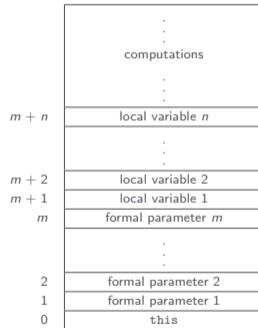 .
.
.
computations
.
.
.
m + n local variable n
.
.
.
m + 2 local variable 2
m + 1 local variable 1
m formal parameter m
.
.
.
2 formal parameter 2
1 formal parameter 1
0 this